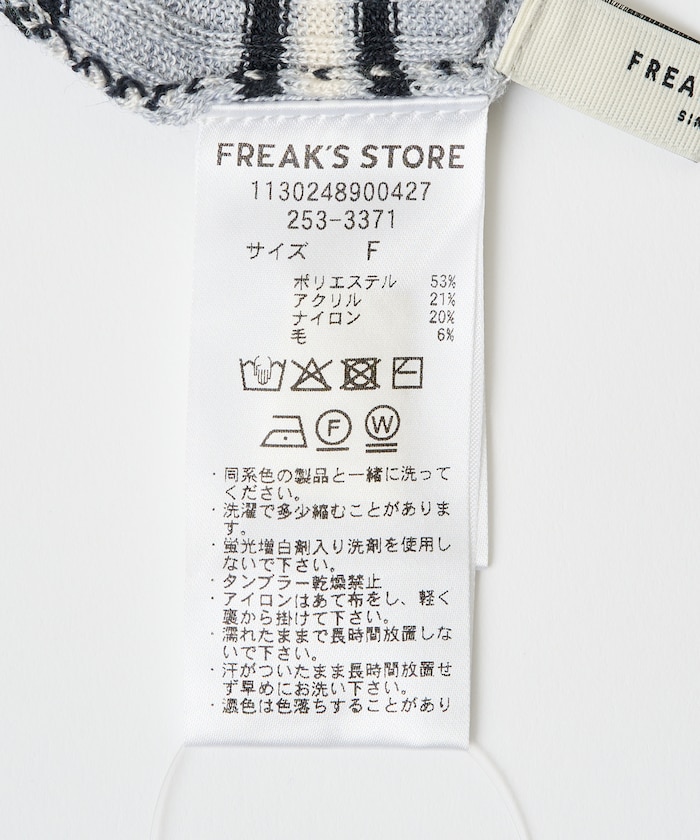 FREA
SIN
FREAK'S STORE
1130248900427
253-3371
サイズ F
ポリエステル 53%
アクリル 21%
ナイロン 20%
毛 6%
F W
・同系色の製品と一緒に洗って
ください。
・洗濯で多少縮むことがありま
す。
・蛍光増白剤入り洗剤を使用し
ないで下さい。
・タンブラー乾燥禁止
・アイロンはあて布をし、軽く
裏から掛けて下さい。
・濡れたままで長時間放置しな
いで下さい。
・汗がついたまま長時間放置せ
ず早めにお洗い下さい。
・濃色は色落ちすることがあり